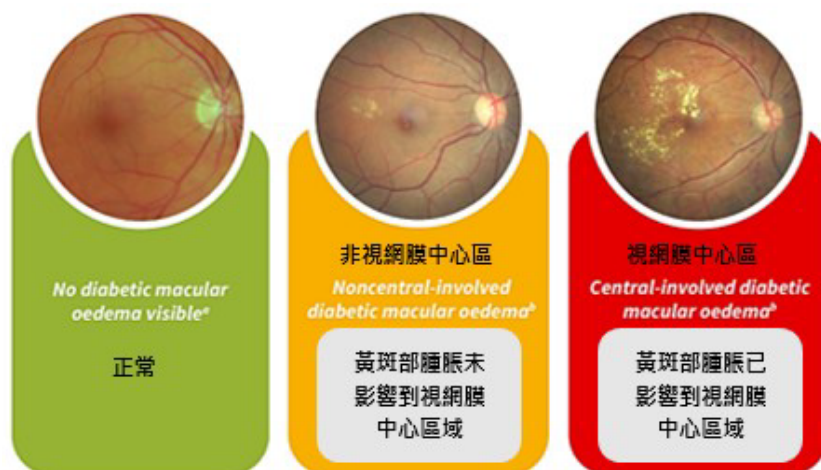 No diabetic macular
oedema visibleᵃ
正常
非視網膜中心區
Noncentral-involved
diabetic macular oedemaᵇ
黃斑部腫脹未
影響到視網膜
中心區域
視網膜中心區
Central-involved diabetic
macular oedemaᵇ
黃斑部腫脹已
影響到視網膜
中心區域